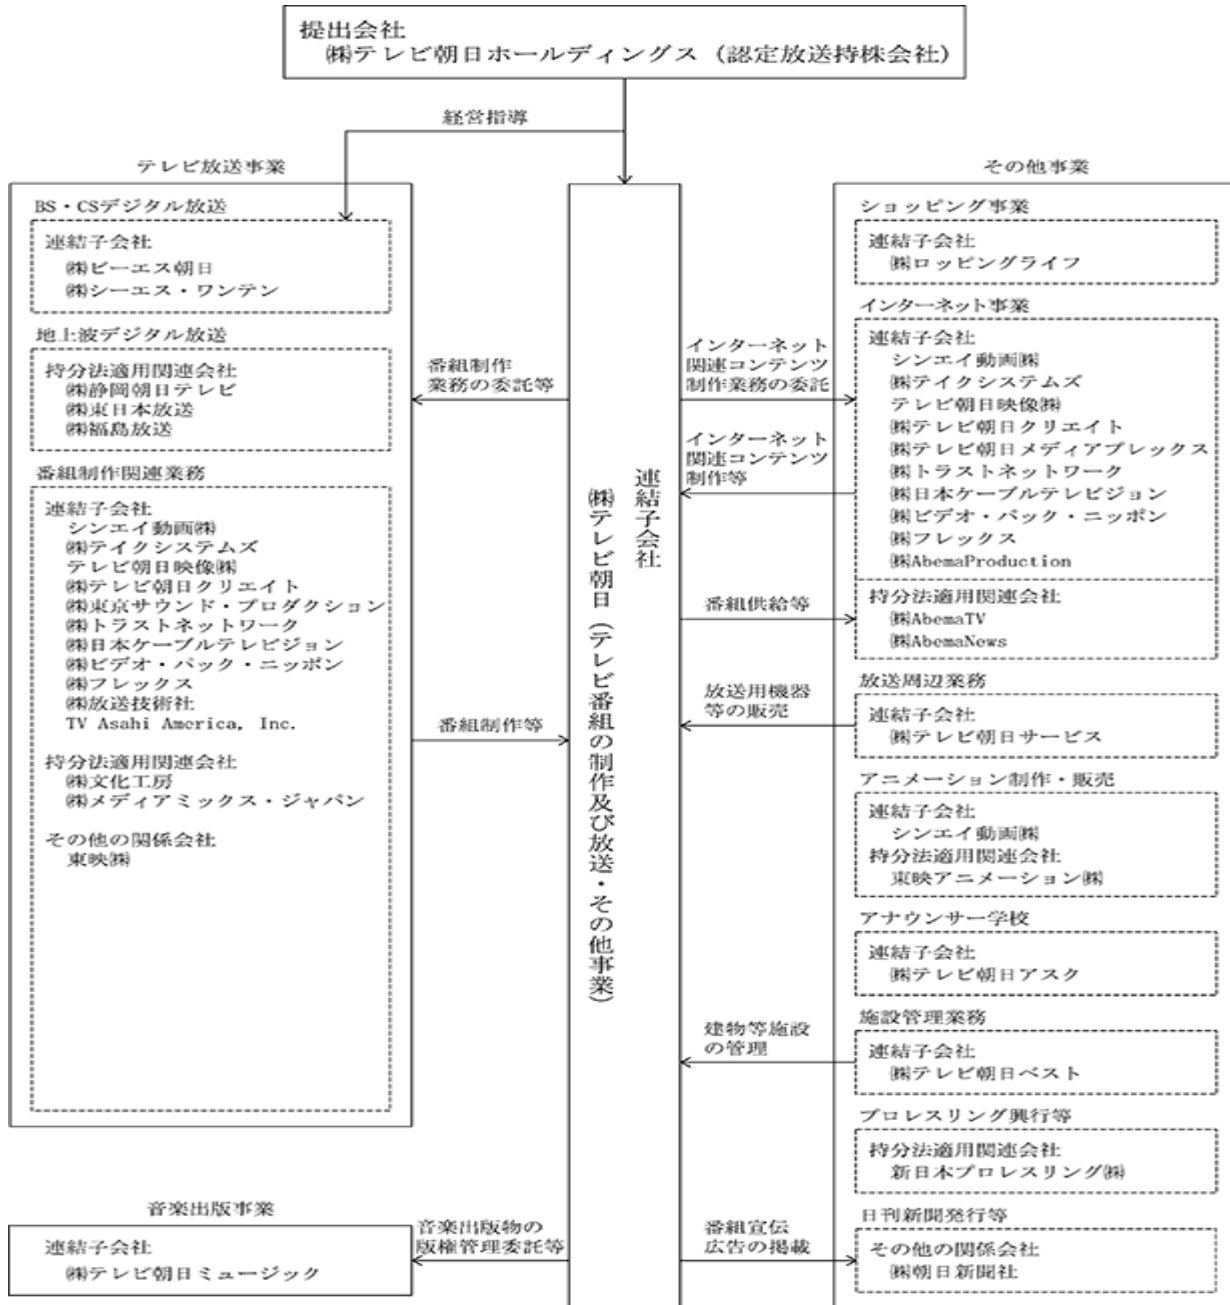 提出会社
㈱テレビ朝日ホールディングス（認定放送持株会社）
経営指導
テレビ放送事業
BS・CSデジタル放送
連結子会社
㈱ビーエス朝日
㈱シーエス・ワンテン
地上波デジタル放送
持分法適用関連会社
㈱静岡朝日テレビ
㈱東日本放送
㈱福島放送
番組制作関連業務
連結子会社
シンエイ動画㈱
㈱テイクシステムズ
テレビ朝日映像㈱
㈱テレビ朝日クリエイト
㈱東京サウンド・プロダクション
㈱トラストネットワーク
㈱日本ケーブルテレビジョン
㈱ビデオ・パック・ニッポン
㈱フレックス
㈱放送技術社
TV Asahi America, Inc.
持分法適用関連会社
㈱文化工房
㈱メディアミックス・ジャパン
その他の関係会社
東映㈱
音楽出版事業
連結子会社
㈱テレビ朝日ミュージック
番組制作
業務の委託等
番組制作等
音楽出版物の
版権管理委託等
連結子会社
㈱テレビ朝日（テレビ番組の制作及び放送・その他事業）
インターネット
関連コンテンツ
制作業務の委託
インターネット
関連コンテンツ
制作等
番組供給等
放送用機器
等の販売
建物等施設
の管理
番組宣伝
広告の掲載
その他事業
ショッピング事業
連結子会社
㈱ロッピングライフ
インターネット事業
連結子会社
シンエイ動画㈱
㈱テイクシステムズ
テレビ朝日映像㈱
㈱テレビ朝日クリエイト
㈱テレビ朝日メディアプレックス
㈱トラストネットワーク
㈱日本ケーブルテレビジョン
㈱ビデオ・パック・ニッポン
㈱フレックス
㈱AbemaProduction
持分法適用関連会社
㈱AbemaTV
㈱AbemaNews
放送周辺業務
連結子会社
㈱テレビ朝日サービス
アニメーション制作・販売
連結子会社
シンエイ動画㈱
持分法適用関連会社
東映アニメーション㈱
アナウンサー学校
連結子会社
㈱テレビ朝日アスク
施設管理業務
連結子会社
㈱テレビ朝日ベスト
プロレスリング興行等
持分法適用関連会社
新日本プロレスリング㈱
日刊新聞発行等
その他の関係会社
㈱朝日新聞社